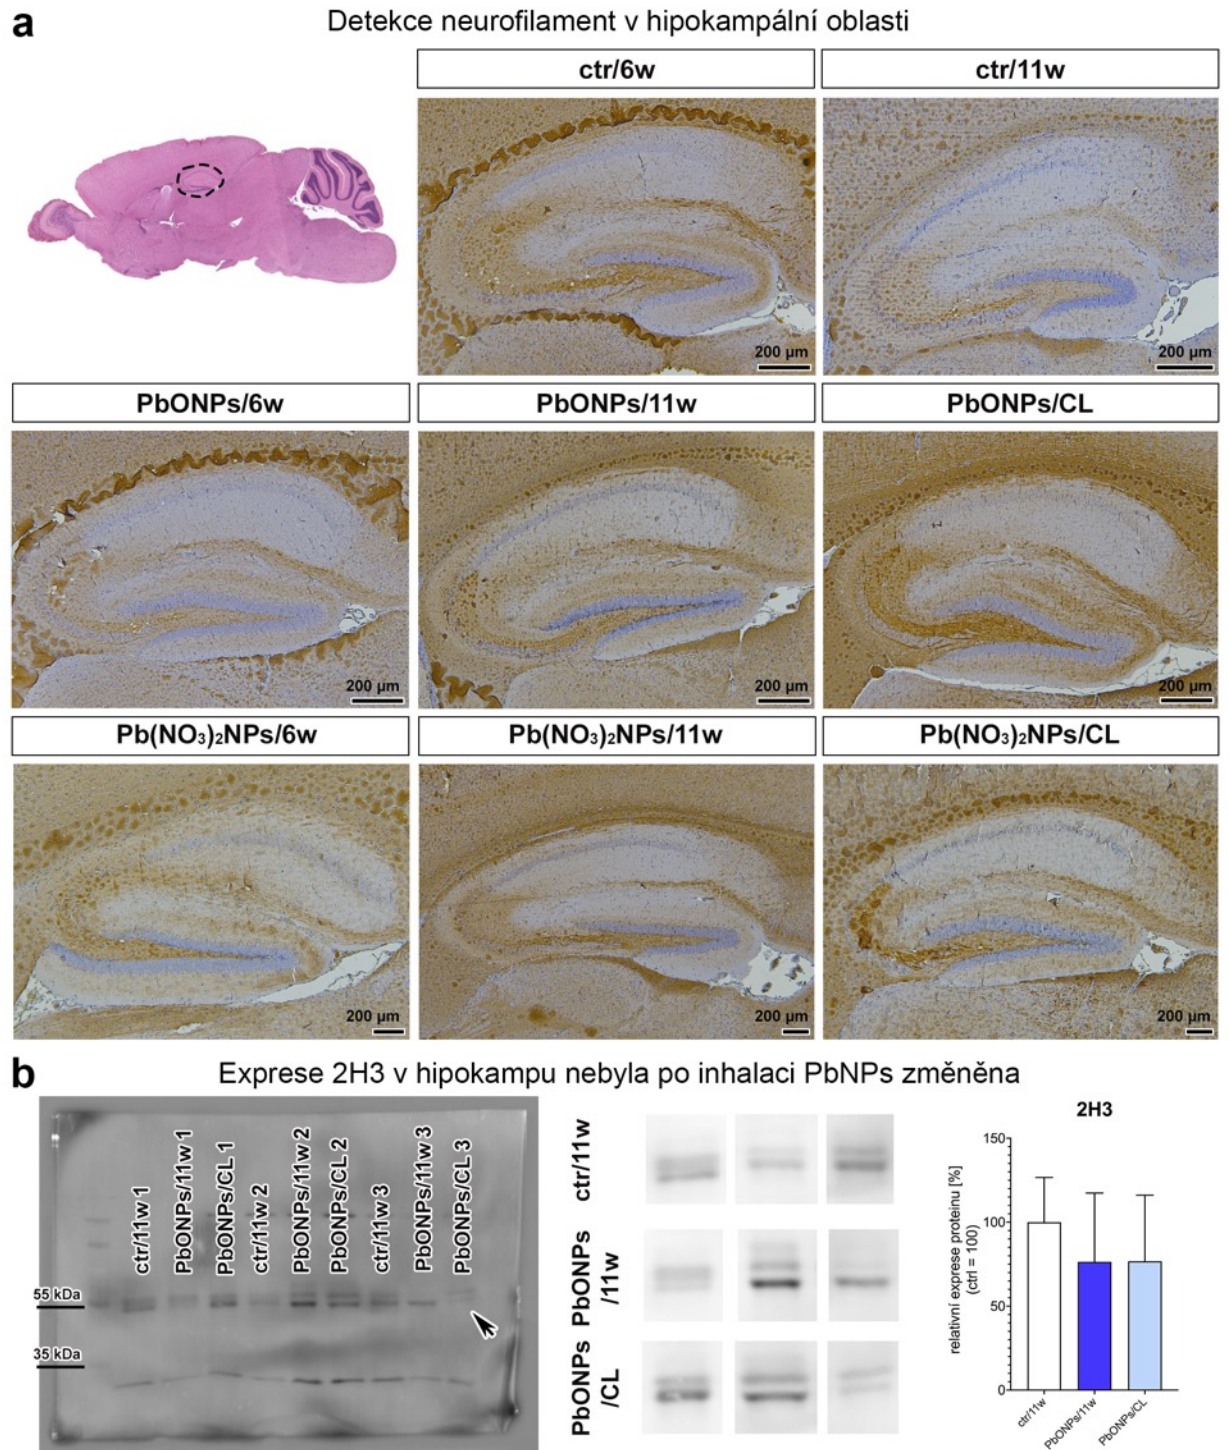 a
Detekce neurofilament v hipokampální oblasti
ctr/6w
ctr/11w
200 µm
200 µm
PbONPs/6w
PbONPs/11w
PbONPs/CL
200 µm
200 µm
200 µm
Pb(NO₃)₂NPs/6w
Pb(NO₃)₂NPs/11w
Pb(NO₃)₂NPs/CL
200 µm
200 µm
200 µm
b
Exprese 2H3 v hipokampu nebyla po inhalaci PbNPs změněna
ctr/11w 1
PbONPs/11w 1
PbONPs/CL 1
ctr/11w 2
PbONPs/11w 2
PbONPs/CL 2
ctr/11w 3
PbONPs/11w 3
PbONPs/CL 3
55 kDa
35 kDa
ctr/11w
PbONPs
/11w
PbONPs
/CL
2H3
relativní exprese proteinu [%]
(ctrl = 100)
150
100
50
0
ctr/11w
PbONPs/11w
PbONPs/CL